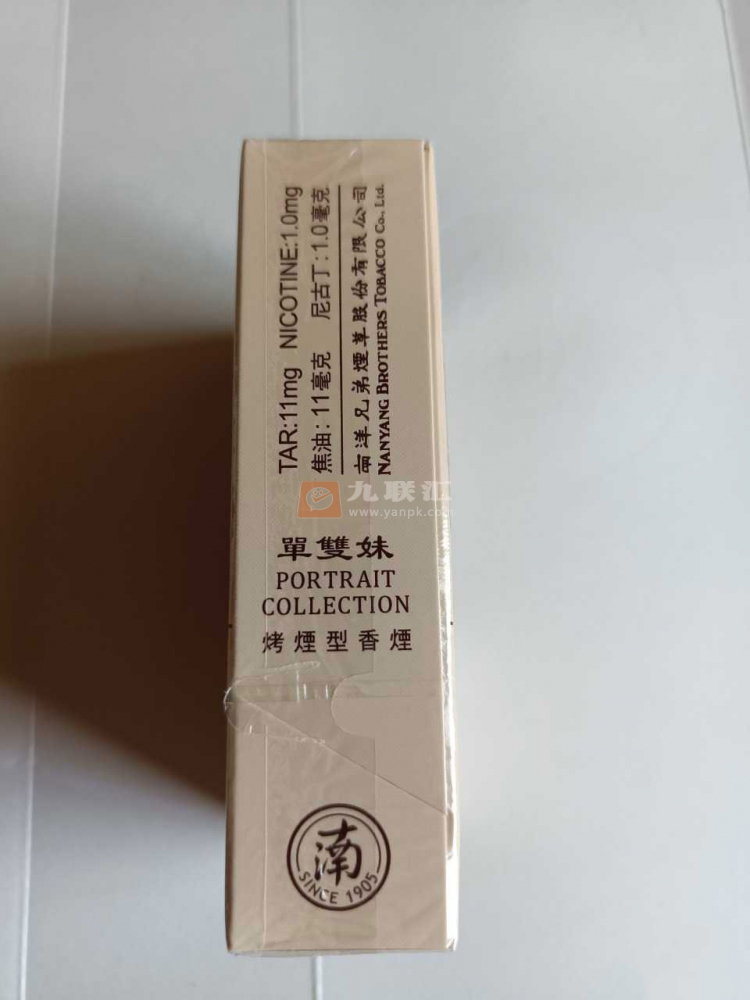 TAR:11mg NICOTINE:1.0mg
焦油:11毫克 尼古丁:1.0毫克
南洋兄弟煙草股份有限公司
NANYANG BROTHERS TOBACCO Co., Ltd.
九联汇
www.yanpk.com
單雙妹
PORTRAIT
COLLECTION
烤煙型香煙
湳
SINCE 1905